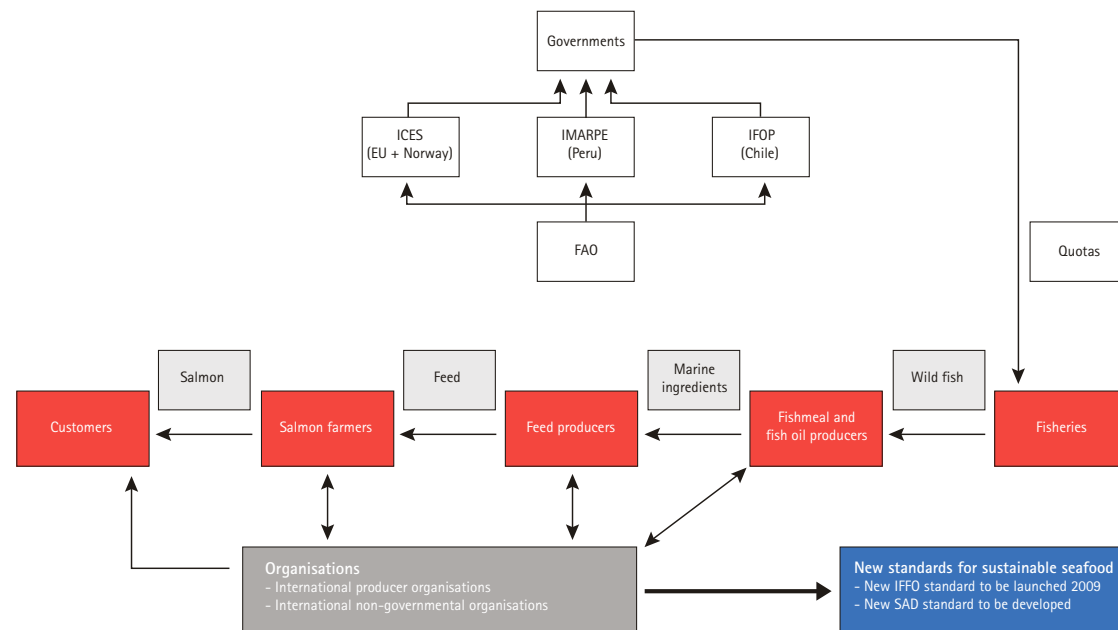 Governments
ICES
(EU + Norway)
IMARPE
(Peru)
IFOP
(Chile)
FAO
Quotas
Salmon
Feed
Marine
ingredients
Wild fish
Customers
Salmon farmers
Feed producers
Fishmeal and
fish oil producers
Fisheries
Organisations
- International producer organisations
- International non-governmental organisations
New standards for sustainable seafood
- New IFFO standard to be launched 2009
- New SAD standard to be developed